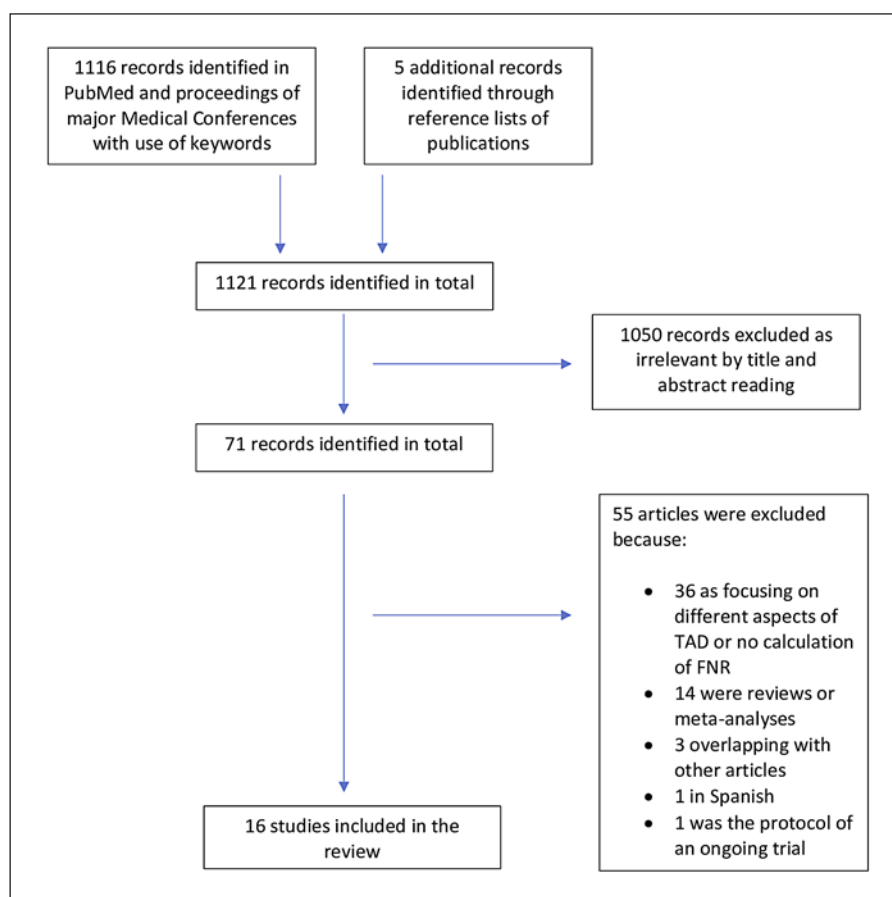 1116 records identified in
PubMed and proceedings of
major Medical Conferences
with use of keywords
5 additional records
identified through
reference lists of
publications
1121 records identified in total
1050 records excluded as
irrelevant by title and
abstract reading
71 records identified in total
55 articles were excluded
because:
• 36 as focusing on
different aspects of
TAD or no calculation
of FNR
• 14 were reviews or
meta-analyses
• 3 overlapping with
other articles
• 1 in Spanish
• 1 was the protocol of
an ongoing trial
16 studies included in the
review